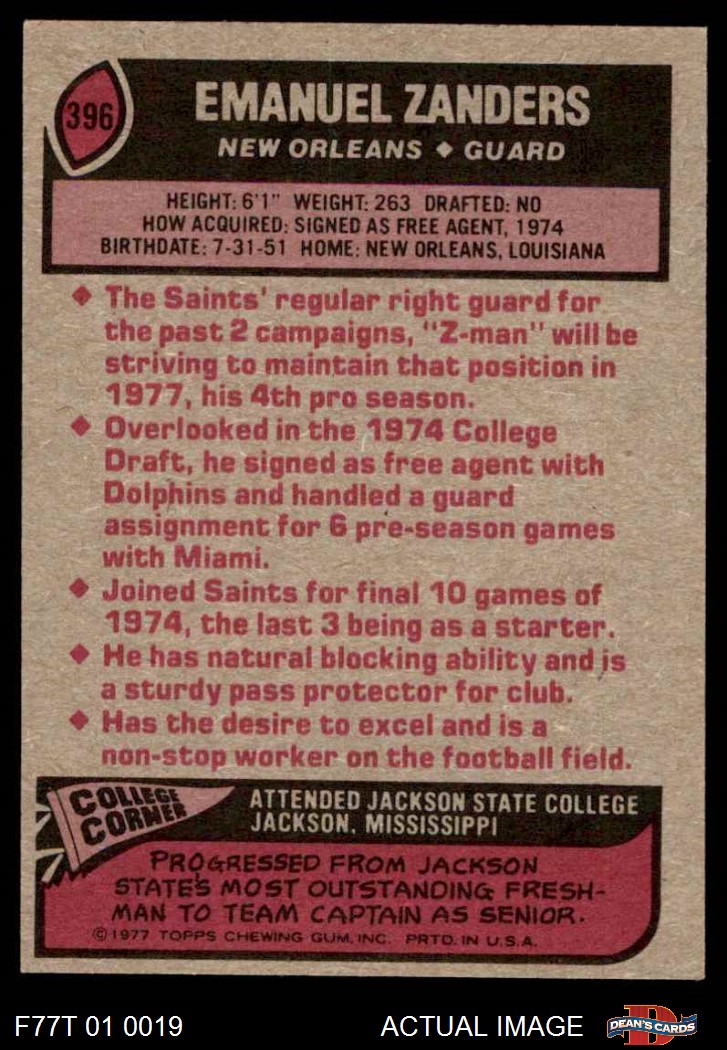 396
EMANUEL ZANDERS
NEW ORLEANS ♦ GUARD
HEIGHT: 6'1" WEIGHT: 263 DRAFTED: NO
HOW ACQUIRED: SIGNED AS FREE AGENT, 1974
BIRTHDATE: 7-31-51 HOME: NEW ORLEANS, LOUISIANA
♦ The Saints' regular right guard for
the past 2 campaigns, "Z-man" will be
striving to maintain that position in
1977, his 4th pro season.
♦ Overlooked in the 1974 College
Draft, he signed as free agent with
Dolphins and handled a guard
assignment for 6 pre-season games
with Miami.
♦ Joined Saints for final 10 games of
1974, the last 3 being as a starter.
♦ He has natural blocking ability and is
a sturdy pass protector for club.
♦ Has the desire to excel and is a
non-stop worker on the football field.
COLLEGE
CORNER
ATTENDED JACKSON STATE COLLEGE
JACKSON, MISSISSIPPI
PROGRESSED FROM JACKSON
STATE'S MOST OUTSTANDING FRESH-
MAN TO TEAM CAPTAIN AS SENIOR.
© 1977 TOPPS CHEWING GUM, INC. PRTD. IN U.S.A.
F77T 01 0019
ACTUAL IMAGE
D
DEAN'S CARDS